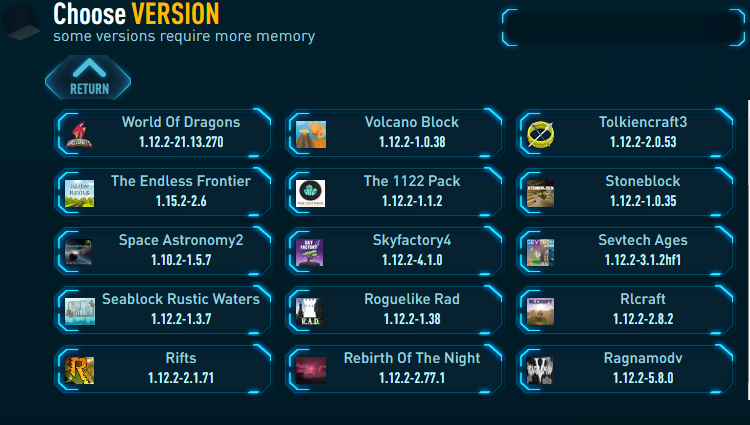 Choose VERSION
some versions require more memory
RETURN
World Of Dragons
1.12.2-21.13.270
Volcano Block
1.12.2-1.0.38
Tolkiencraft3
1.12.2-2.0.53
The Endless Frontier
1.15.2-2.6
The 1122 Pack
1.12.2-1.1.2
Stoneblock
1.12.2-1.0.35
Space Astronomy2
1.10.2-1.5.7
Skyfactory4
1.12.2-4.1.0
SKY
FACTORY
Sevtech Ages
1.12.2-3.1.2hf1
SEVTECH
Seablock Rustic Waters
1.12.2-1.3.7
Roguelike Rad
1.12.2-1.38
R.A.D.
Rlcraft
1.12.2-2.8.2
RLCRAFT
Rifts
1.12.2-2.1.71
R
Rebirth Of The Night
1.12.2-2.77.1
Ragnamodv
1.12.2-5.8.0
V